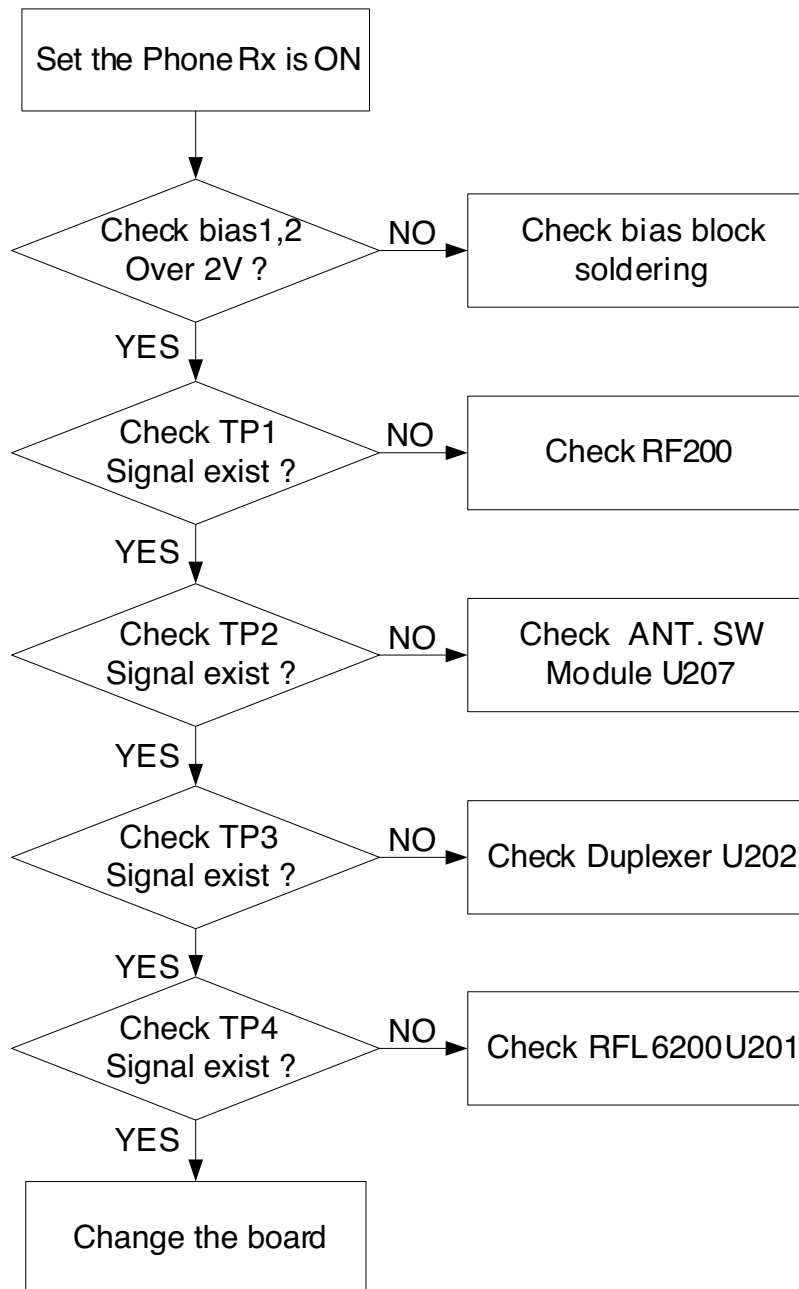 Set the Phone Rx is ON
Check bias1,2
Over 2V ?
NO
Check bias block
soldering
YES
Check TP1
Signal exist ?
NO
Check RF200
YES
Check TP2
Signal exist ?
NO
Check ANT. SW
Module U207
YES
Check TP3
Signal exist ?
NO
Check Duplexer U202
YES
Check TP4
Signal exist ?
NO
Check RFL6200 U201
YES
Change the board